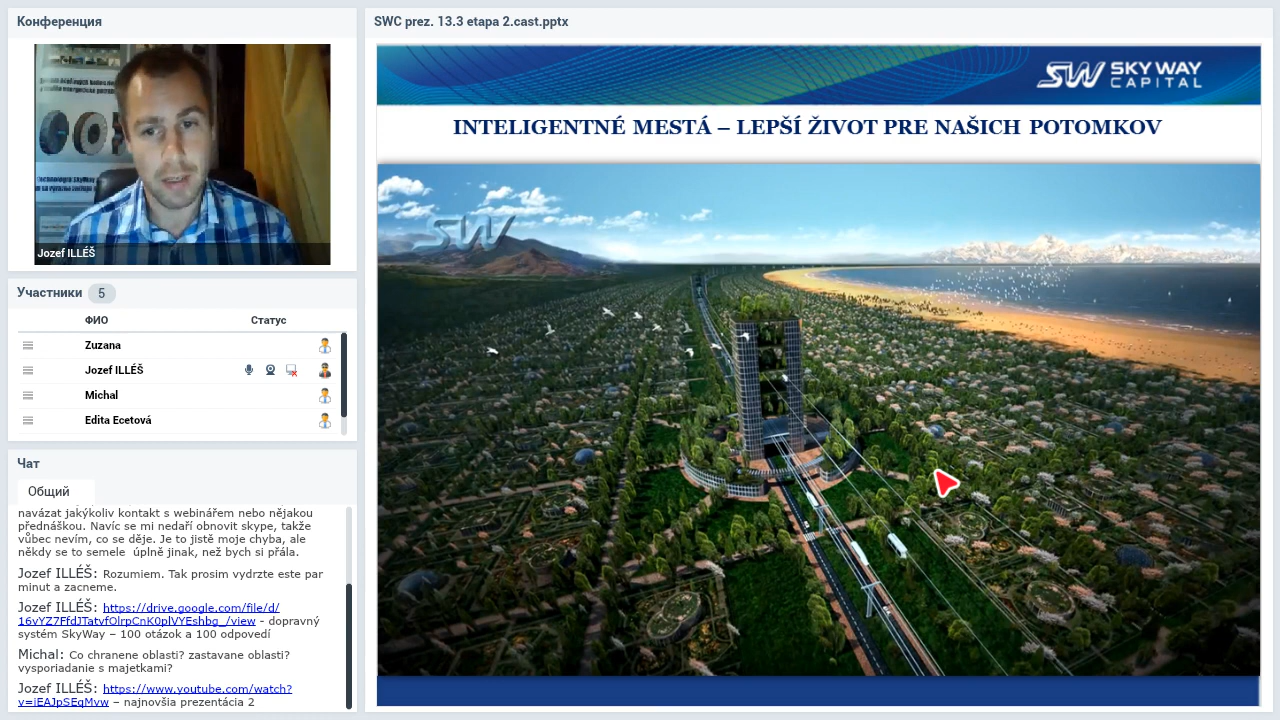 Конференция
Jozef ILLÉŠ
Участники 5
ФИО Статус
Zuzana
Jozef ILLÉŠ
Michal
Edita Ecetová
Чат
Общий
navázat jakýkoliv kontakt s webinářem nebo nějakou
přednáškou. Navíc se mi nedaří obnovit skype, takže
vůbec nevím, co se děje. Je to jistě moje chyba, ale
někdy se to semele úplně jinak, než bych si přála.
Jozef ILLÉŠ: Rozumiem. Tak prosim vydrzte este par
minut a zacneme.
Jozef ILLÉŠ: https://drive.google.com/file/d/
16vYZ7FfdJTatvfOlrpCnK0plVYEshbg_/view - dopravný
systém SkyWay – 100 otázok a 100 odpovedí
Michal: Co chranene oblasti? zastavane oblasti?
vysporiadanie s majetkami?
Jozef ILLÉŠ: https://www.youtube.com/watch?
v=iEAJpSEqMvw – najnovšia prezentácia 2
SWC prez. 13.3 etapa 2.cast.pptx
SW SKY WAY
CAPITAL
INTELIGENTNÉ MESTÁ – LEPŠÍ ŽIVOT PRE NAŠICH POTOMKOV
SW